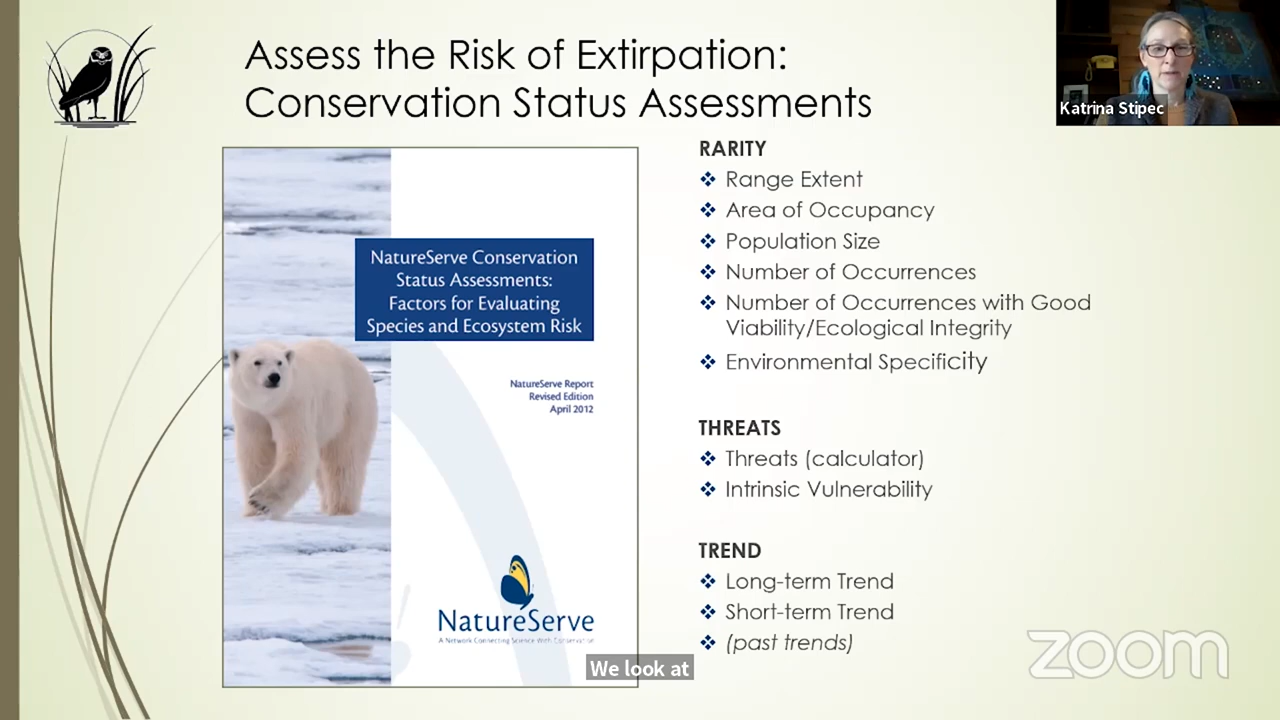 Assess the Risk of Extirpation:
Conservation Status Assessments
Katrina Stipec
NatureServe Conservation
Status Assessments:
Factors for Evaluating
Species and Ecosystem Risk
NatureServe Report
Revised Edition
April 2012
NatureServe
A Network Connecting Science With Conservation
RARITY
Range Extent
Area of Occupancy
Population Size
Number of Occurrences
Number of Occurrences with Good
Viability/Ecological Integrity
Environmental Specificity
THREATS
Threats (calculator)
Intrinsic Vulnerability
TREND
Long-term Trend
Short-term Trend
(past trends)
We look at
zoom